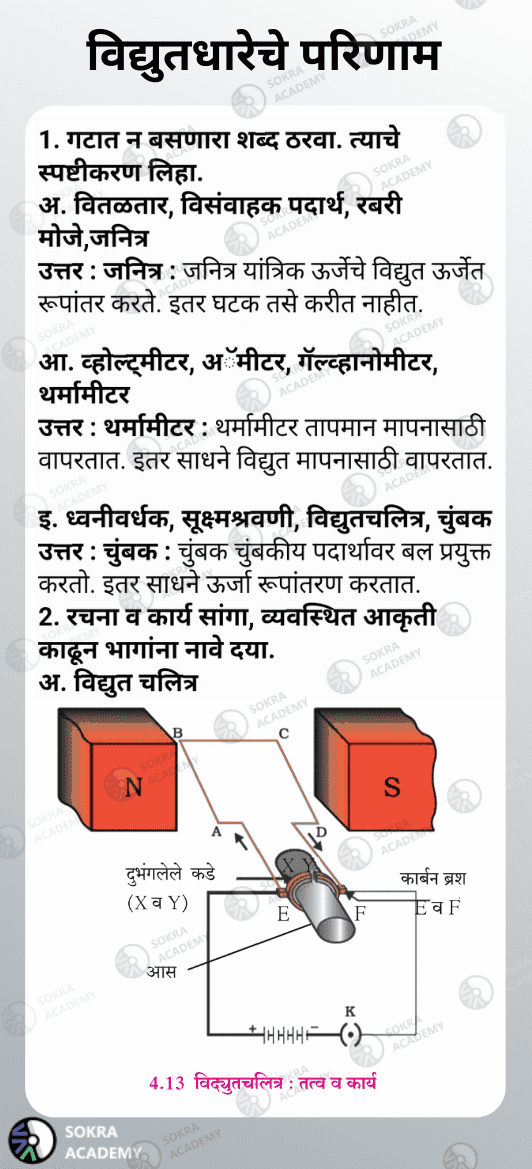 विद्युतधारेचे परिणाम
1. गटात न बसणारा शब्द ठरवा. त्याचे
स्पष्टीकरण लिहा.
अ. वितळतार, विसंवाहक पदार्थ, रबरी
मोजे,जनित्र
उत्तर : जनित्र : जनित्र यांत्रिक ऊर्जेचे विद्युत ऊर्जेत
रूपांतर करते. इतर घटक तसे करीत नाहीत.
आ. व्होल्ट्मीटर, अॅमीटर, गॅल्व्हानोमीटर,
थर्मामीटर
उत्तर : थर्मामीटर : थर्मामीटर तापमान मापनासाठी
वापरतात. इतर साधने विद्युत मापनासाठी वापरतात.
इ. ध्वनीवर्धक, सूक्ष्मश्रवणी, विद्युतचलित्र, चुंबक
उत्तर : चुंबक : चुंबक चुंबकीय पदार्थावर बल प्रयुक्त
करतो. इतर साधने ऊर्जा रूपांतरण करतात.
2. रचना व कार्य सांगा, व्यवस्थित आकृती
काढून भागांना नावे दया.
अ. विद्युत चलित्र
B C
N S
A D
X Y
दुभंगलेले कडे
(X व Y)
कार्बन ब्रश
E व F
E F
आस
K
+ −
4.13 विद्युतचलित्र : तत्व व कार्य
SOKRA
ACADEMY